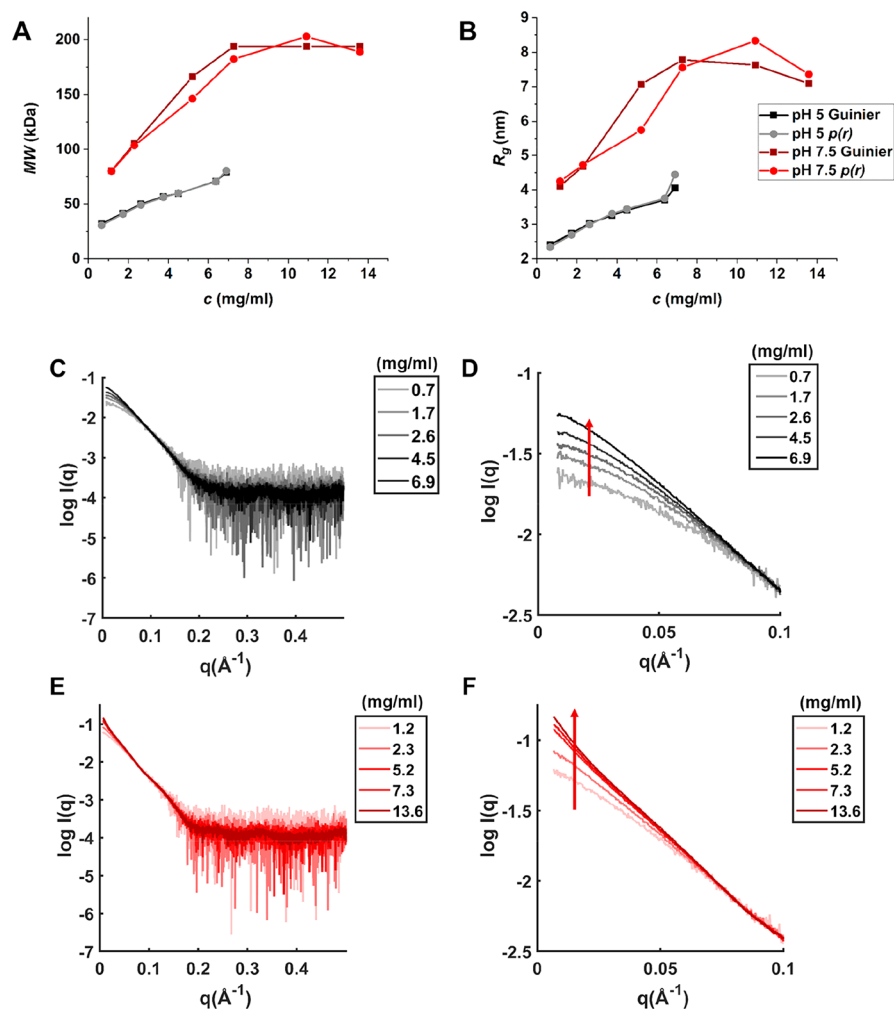 A
B
MW (kDa)
200
150
100
50
0
0 2 4 6 8 10 12 14
c (mg/ml)
Rg (nm)
9
8
7
6
5
4
3
2
0 2 4 6 8 10 12 14 16
c (mg/ml)
pH 5 Guinier
pH 5 p(r)
pH 7.5 Guinier
pH 7.5 p(r)
C
(mg/ml)
0.7
1.7
2.6
4.5
6.9
log I(q)
-1
-2
-3
-4
-5
-6
-7
0 0.1 0.2 0.3 0.4
q(Å⁻¹)
D
(mg/ml)
0.7
1.7
2.6
4.5
6.9
log I(q)
-1
-1.5
-2
-2.5
0 0.05 0.1
q(Å⁻¹)
E
(mg/ml)
1.2
2.3
5.2
7.3
13.6
log I(q)
-1
-2
-3
-4
-5
-6
-7
0 0.1 0.2 0.3 0.4
q(Å⁻¹)
F
(mg/ml)
1.2
2.3
5.2
7.3
13.6
log I(q)
-1
-1.5
-2
-2.5
0 0.05 0.1
q(Å⁻¹)